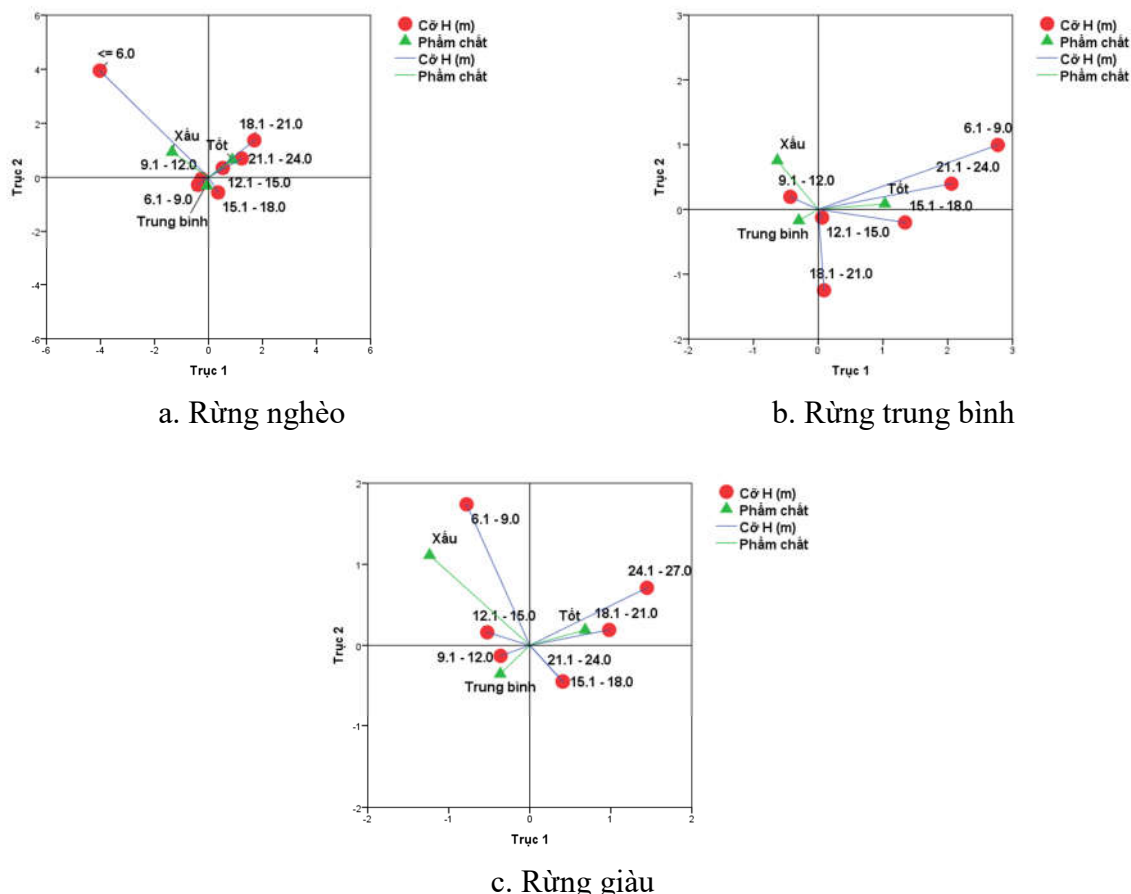 6
4
2
0
-2
-4
-6
-6
-4
-2
0
2
4
6
Trục 2
Trục 1
<= 6.0
Xấu
Tốt
18.1 - 21.0
9.1 - 12.0
21.1 - 24.0
6.1 - 9.0
12.1 - 15.0
15.1 - 18.0
Trung bình
Cỡ H (m)
Phẩm chất
Cỡ H (m)
Phẩm chất
a. Rừng nghèo
3
2
1
0
-1
-2
-2
-1
0
1
2
3
Trục 2
Trục 1
6.1 - 9.0
Xấu
21.1 - 24.0
9.1 - 12.0
Tốt
15.1 - 18.0
Trung bình
12.1 - 15.0
18.1 - 21.0
Cỡ H (m)
Phẩm chất
Cỡ H (m)
Phẩm chất
b. Rừng trung bình
2
1
0
-1
-2
-2
-1
0
1
2
Trục 2
Trục 1
6.1 - 9.0
Xấu
24.1 - 27.0
12.1 - 15.0
Tốt
18.1 - 21.0
9.1 - 12.0
21.1 - 24.0
Trung bình
15.1 - 18.0
Cỡ H (m)
Phẩm chất
Cỡ H (m)
Phẩm chất
c. Rừng giàu